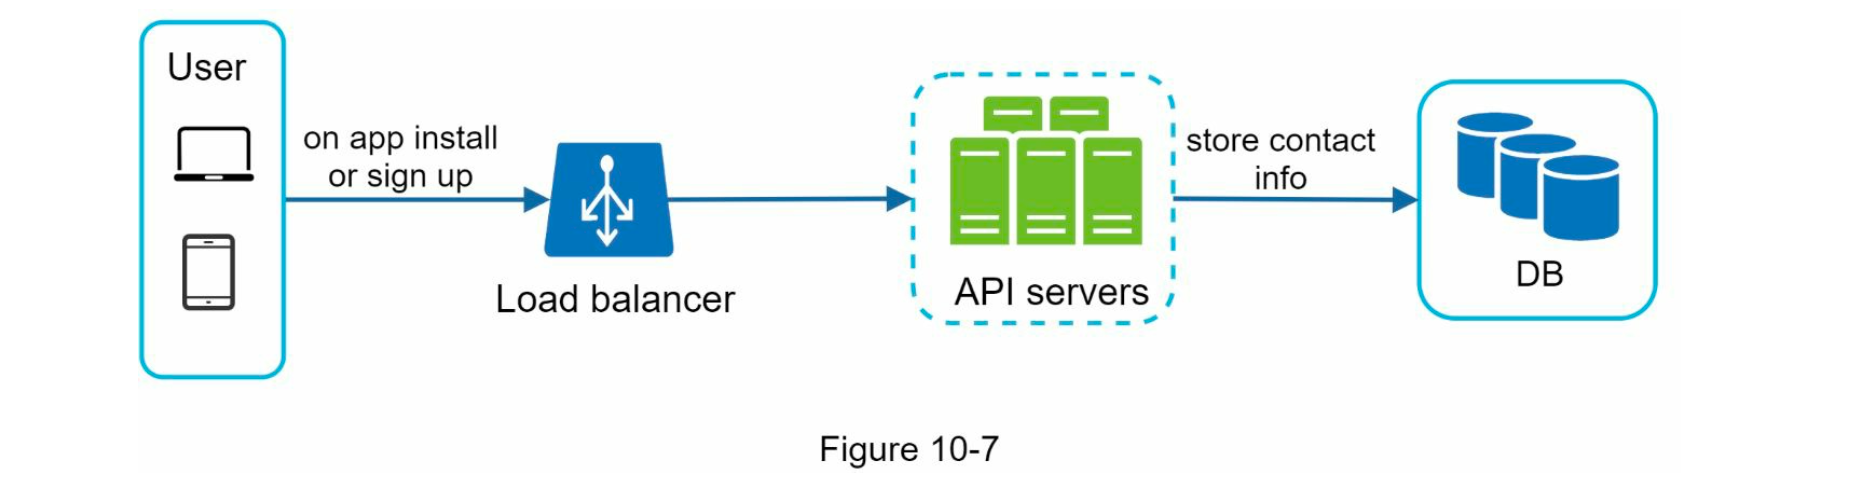 User
on app install
or sign up
Load balancer
API servers
store contact
info
DB
Figure 10-7